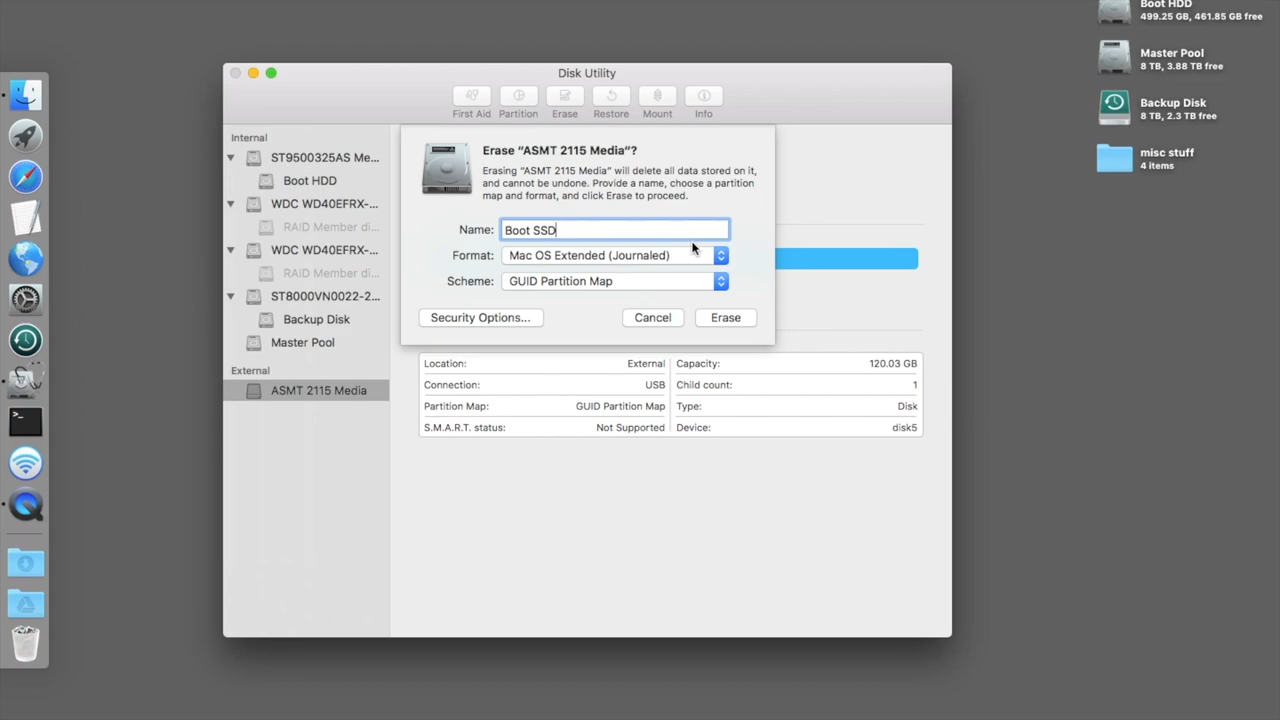 Boot HDD
499.25 GB, 461.85 GB free
Master Pool
8 TB, 3.88 TB free
Backup Disk
8 TB, 2.3 TB free
misc stuff
4 items
Disk Utility
First Aid Partition Erase Restore Mount Info
Internal
ST9500325AS Me...
Boot HDD
WDC WD40EFRX-...
RAID Member di...
WDC WD40EFRX-...
RAID Member di...
ST8000VN0022-2...
Backup Disk
Master Pool
External
ASMT 2115 Media
Erase “ASMT 2115 Media”?
Erasing “ASMT 2115 Media” will delete all data stored on it,
and cannot be undone. Provide a name, choose a partition
map and format, and click Erase to proceed.
Name: Boot SSD
Format: Mac OS Extended (Journaled)
Scheme: GUID Partition Map
Security Options... Cancel Erase
Location: External Capacity: 120.03 GB
Connection: USB Child count: 1
Partition Map: GUID Partition Map Type: Disk
S.M.A.R.T. status: Not Supported Device: disk5